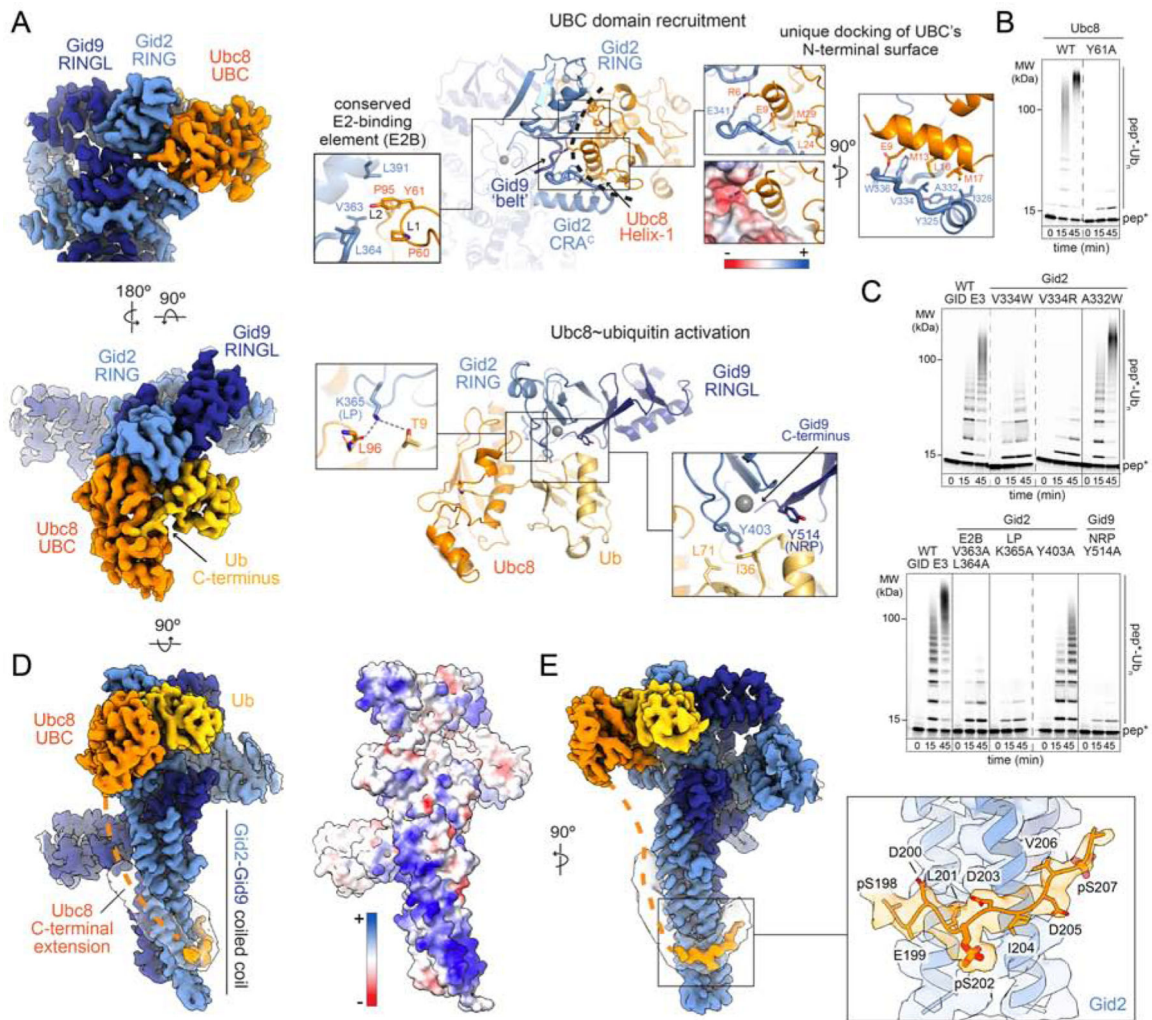 A
Gid9
RINGL
Gid2
RING
Ubc8
UBC
UBC domain recruitment
Gid2
RING
unique docking of UBC's
N-terminal surface
conserved
E2-binding
element (E2B)
L391
P95
Y61
V363
L2
L1
L364
P60
Gid9
'belt'
Gid2
CRAᶜ
Ubc8
Helix-1
R6
E341
E9
M29
L24
- +
90º
E9
M13
L16
M17
W336
A332
I326
V334
Y325
B
Ubc8
WT Y61A
MW
(kDa)
100
15
pep*-Ubₙ
pep*
0 15 45 0 15 45
time (min)
180º 90º
Gid9
RINGL
Gid2
RING
Ubc8
UBC
Ub
C-terminus
Ubc8~ubiquitin activation
Gid2
RING
Gid9
RINGL
K365
(LP)
T9
L96
Gid9
C-terminus
Ubc8
Ub
Y403
Y514
(NRP)
L71
I36
C
WT
GID E3
Gid2
V334W V334R A332W
MW
(kDa)
100
15
pep*-Ubₙ
pep*
0 15 45 0 15 45 0 15 45 0 15 45
time (min)
Gid2
Gid9
WT
GID E3
E2B
V363A
L364A
LP
K365A
Y403A
NRP
Y514A
MW
(kDa)
100
15
pep*-Ubₙ
pep*
0 15 45 0 15 45 0 15 45 0 15 45 0 15 45
time (min)
90º
D
Ubc8
UBC
Ub
Ubc8
C-terminal
extension
Gid2-Gid9 coiled coil
+
-
E
90º
V206
D200
L201
D203
pS198
pS207
D205
E199
I204
pS202
Gid2